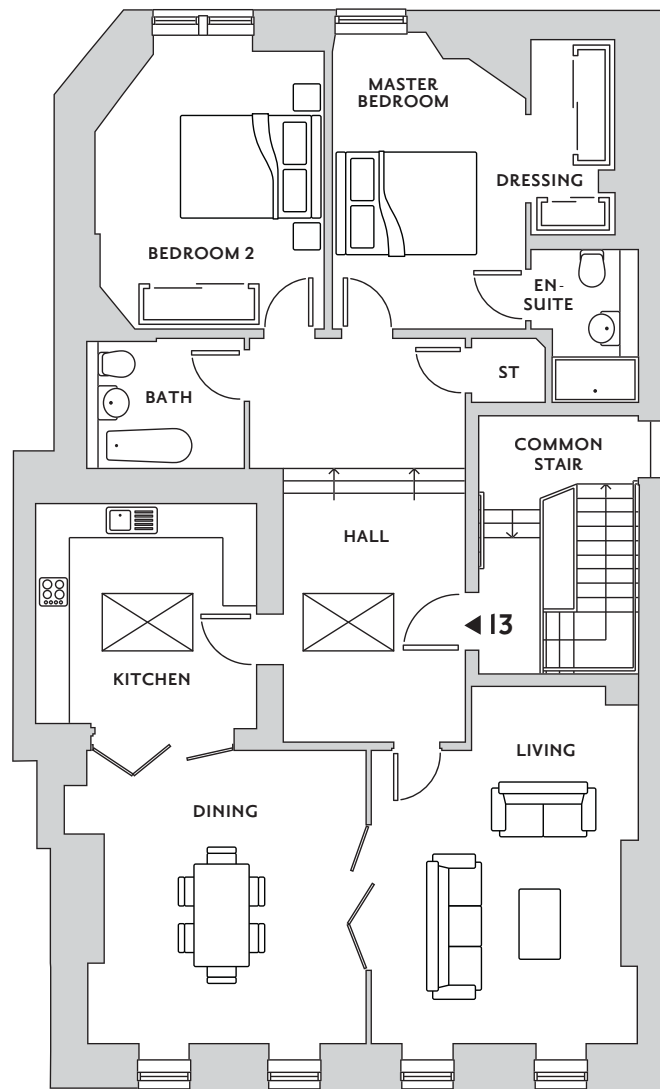 MASTER
BEDROOM
DRESSING
BEDROOM 2
EN-
SUITE
ST
BATH
COMMON
STAIR
HALL
13
KITCHEN
LIVING
DINING